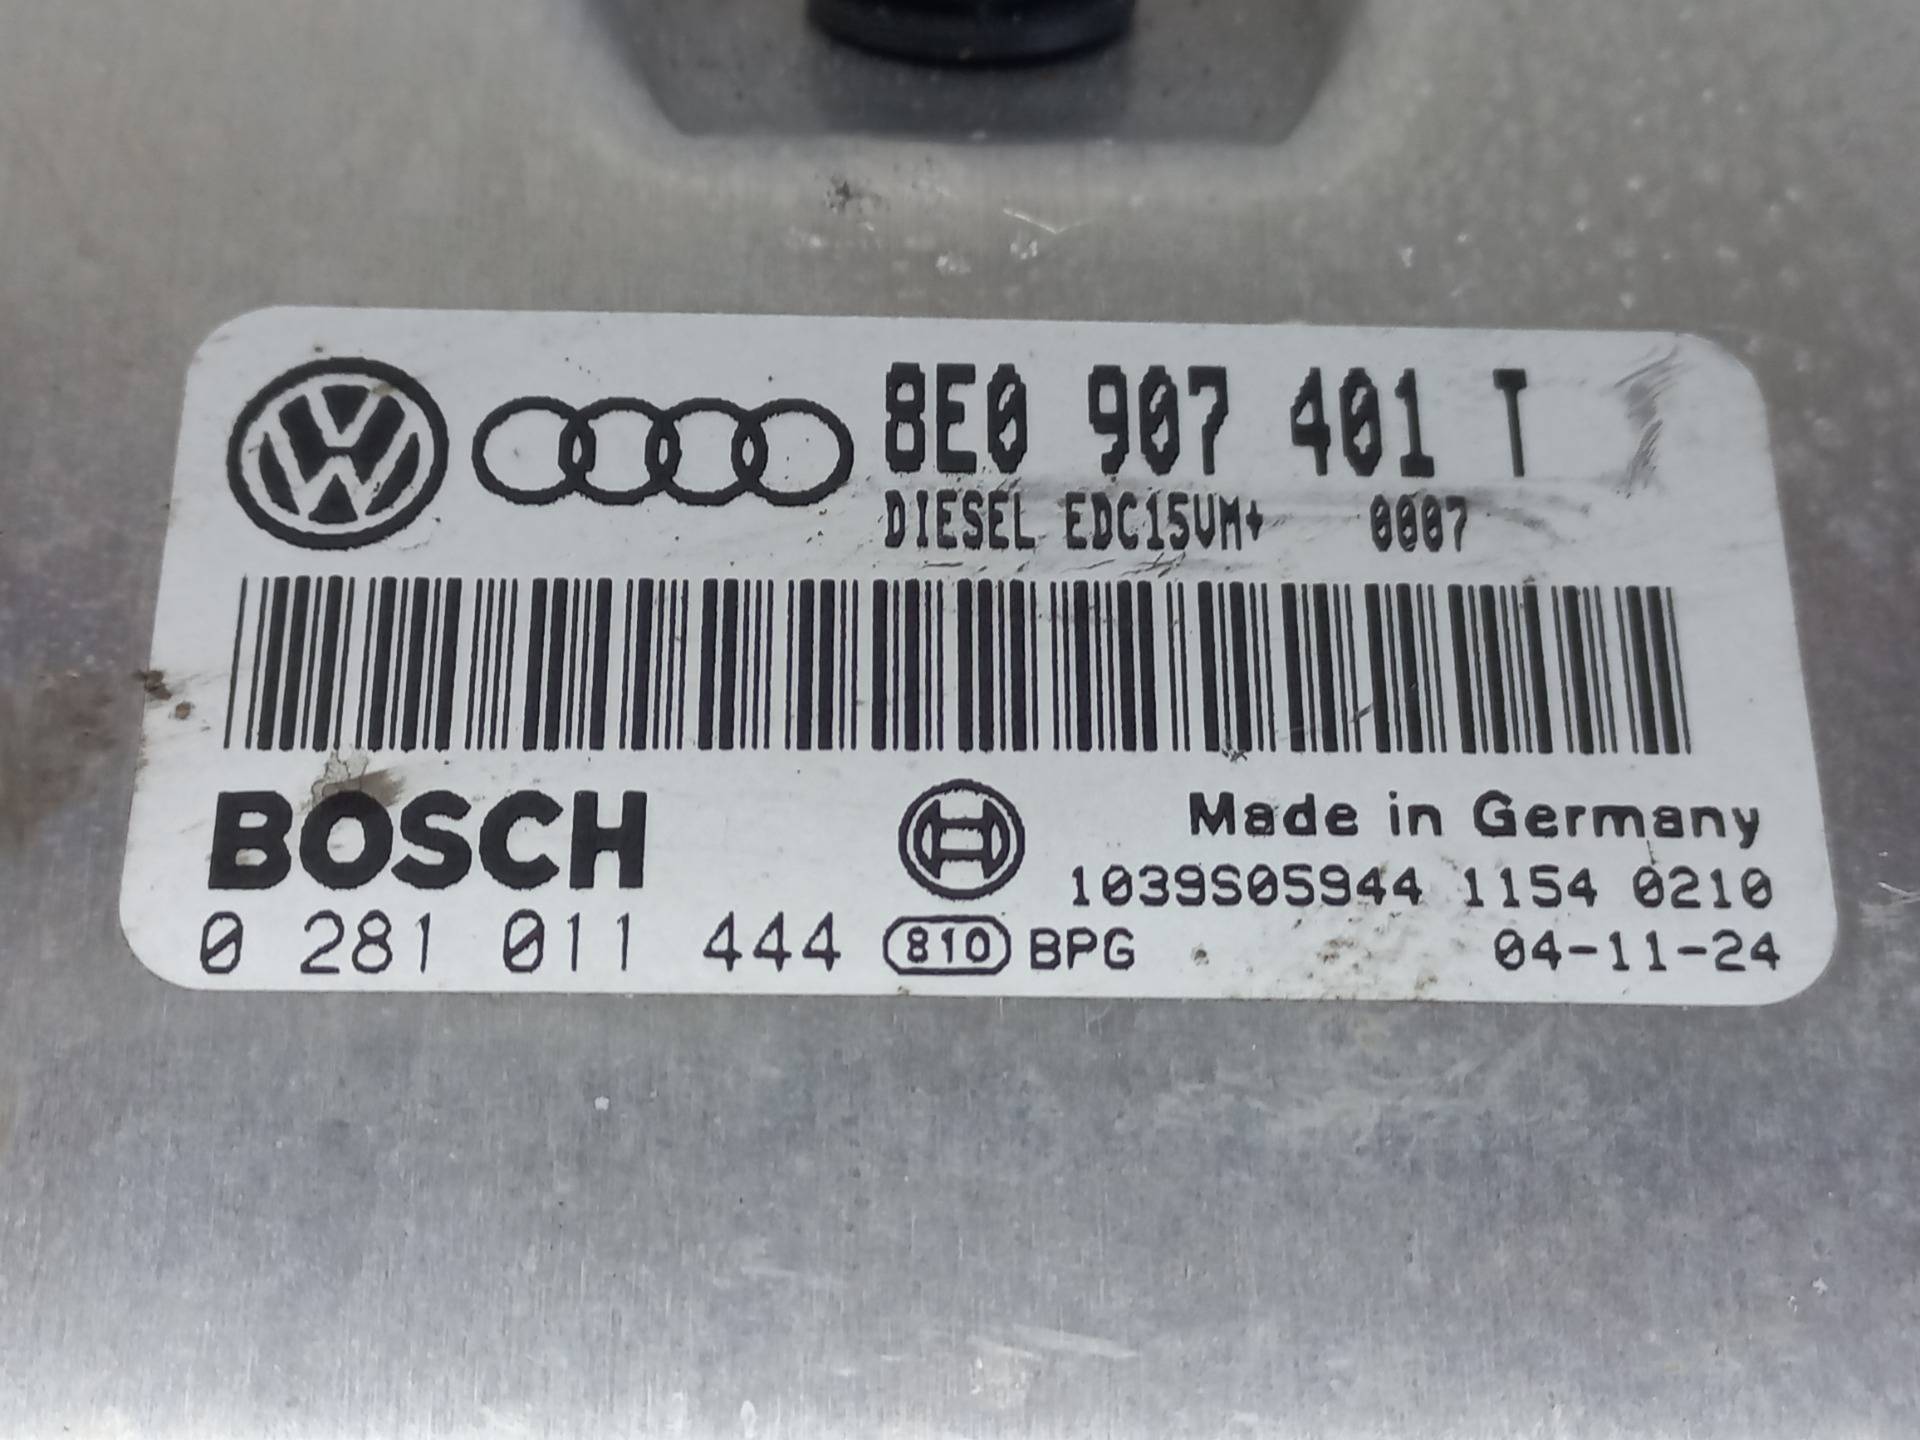 8E0 907 401 T
DIESEL EDC15VM+ 0007
BOSCH
Made in Germany
1039S05944 1154 0210
0 281 011 444 810 BPG 04-11-24